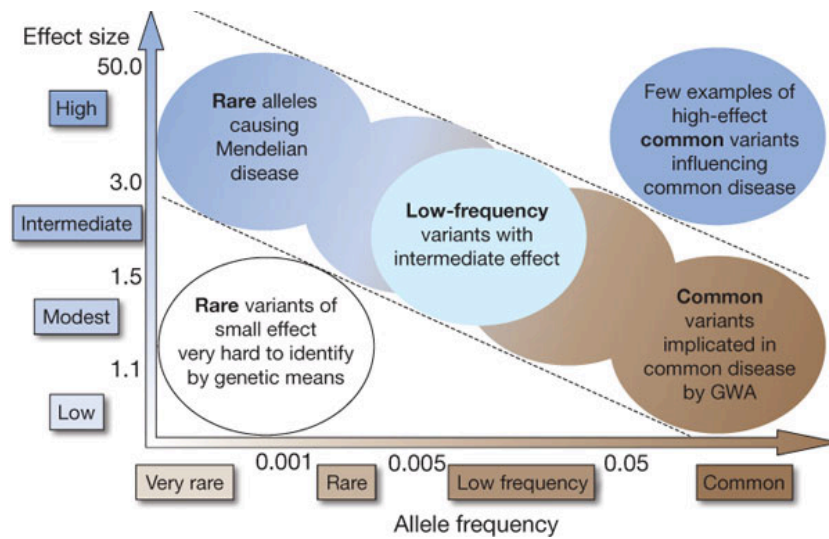 Effect size
50.0
High
3.0
Intermediate
1.5
Modest
1.1
Low
Rare alleles
causing
Mendelian
disease
Few examples of
high-effect
common variants
influencing
common disease
Low-frequency
variants with
intermediate effect
Rare variants of
small effect
very hard to identify
by genetic means
Common
variants
implicated in
common disease
by GWA
0.001
0.005
0.05
Very rare
Rare
Low frequency
Common
Allele frequency